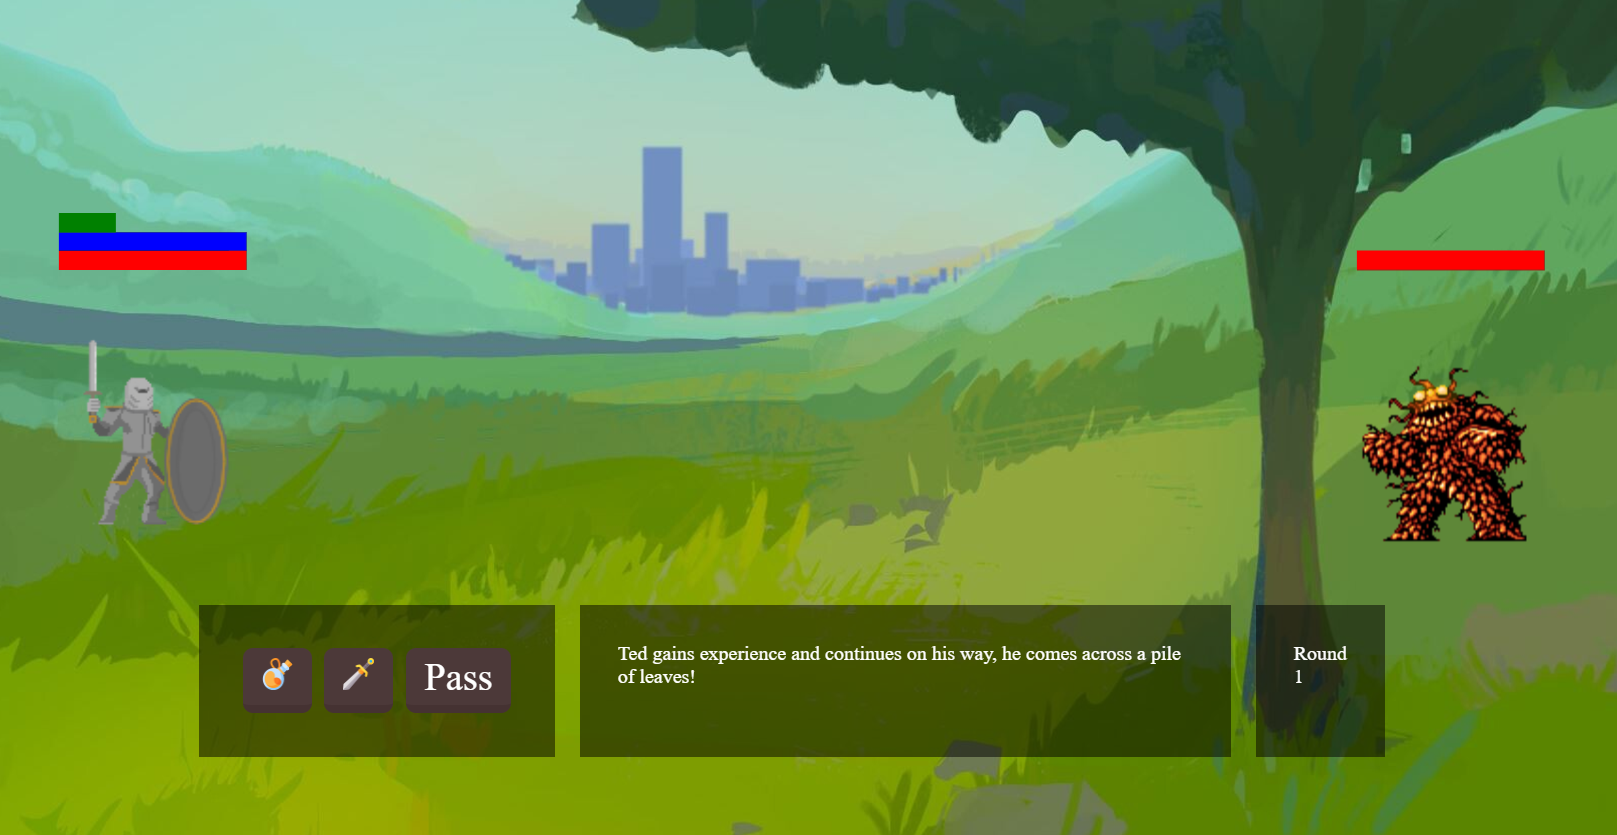 Pass
Ted gains experience and continues on his way, he comes across a pile
of leaves!
Round
1